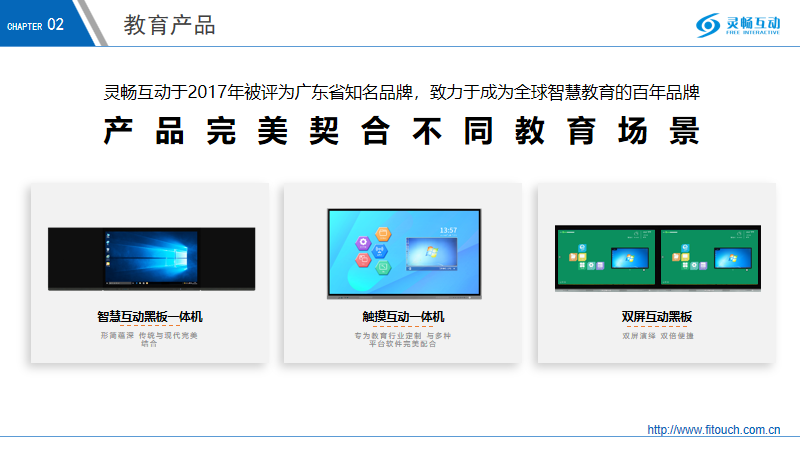 CHAPTER 02
教育产品
灵畅互动
FREE INTERACTIVE
灵畅互动于2017年被评为广东省知名品牌，致力于成为全球智慧教育的百年品牌
产品完美契合不同教育场景
13:57
智慧互动黑板一体机
形简蕴深 传统与现代完美
结合
触摸互动一体机
专为教育行业定制 与多种
平台软件完美配合
双屏互动黑板
双屏演绎 双倍便捷
http://www.fitouch.com.cn